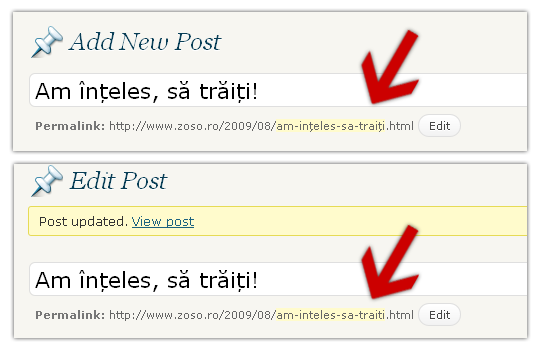 Add New Post
Am înțeles, să trăiți!
Permalink: http://www.zoso.ro/2009/08/am-ințeles-sa-traiți.html Edit
Edit Post
Post updated. View post
Am înțeles, să trăiți!
Permalink: http://www.zoso.ro/2009/08/am-inteles-sa-traiti.html Edit